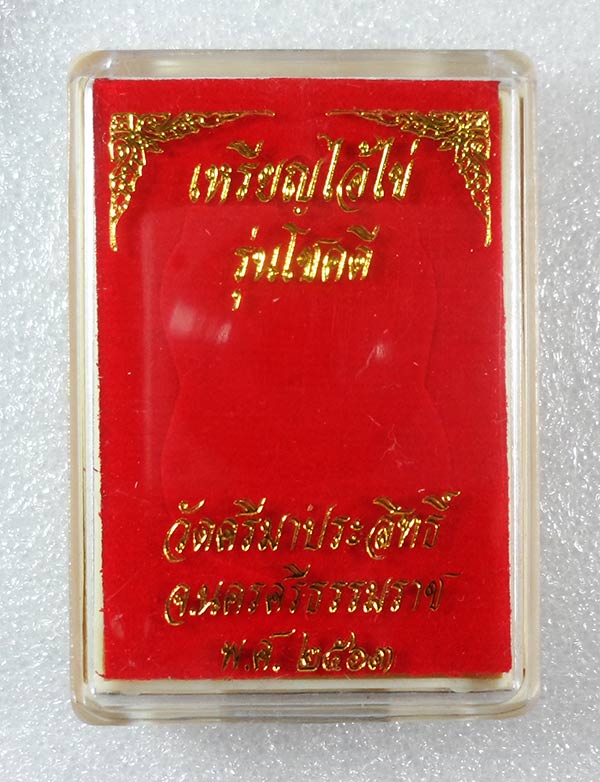 เหรียญไอ้ไข่
รุ่นโชคดี
วัดศรีมาประสิทธิ์
จ.นครศรีธรรมราช
พ.ศ. ๒๕๖๓